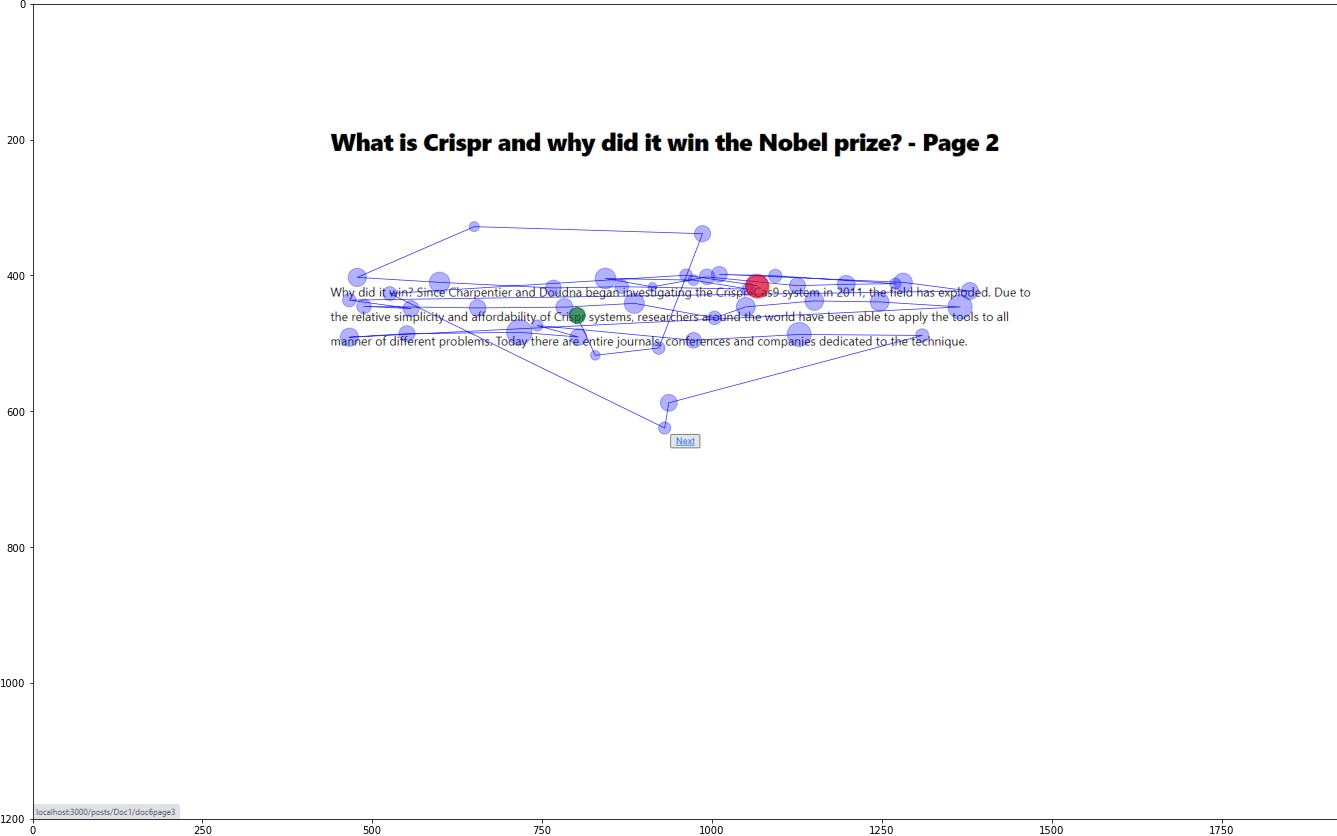 0
200
What is Crispr and why did it win the Nobel prize? - Page 2
400
Why did it win? Since Charpentier and Doudna began investigating the Crispr-Cas9 system in 2011, the field has exploded. Due to
the relative simplicity and affordability of Crispr systems, researchers around the world have been able to apply the tools to all
manner of different problems. Today there are entire journals, conferences and companies dedicated to the technique.
600
Next
800
1000
localhost:3000/posts/Doc1/doc6page3
1200
0 250 500 750 1000 1250 1500 1750